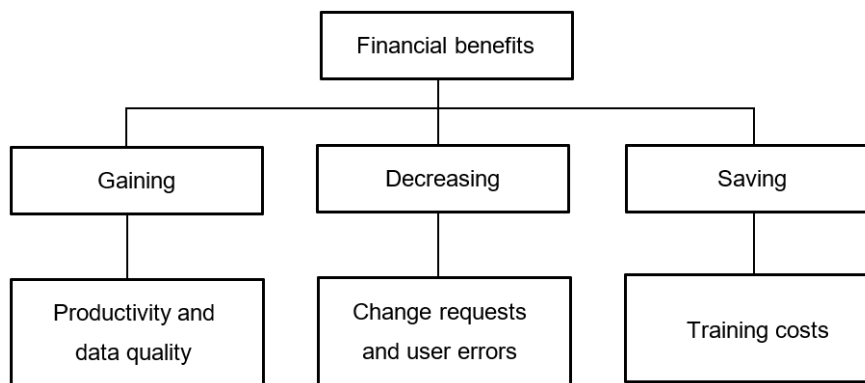 Financial benefits
Gaining
Decreasing
Saving
Productivity and
data quality
Change requests
and user errors
Training costs